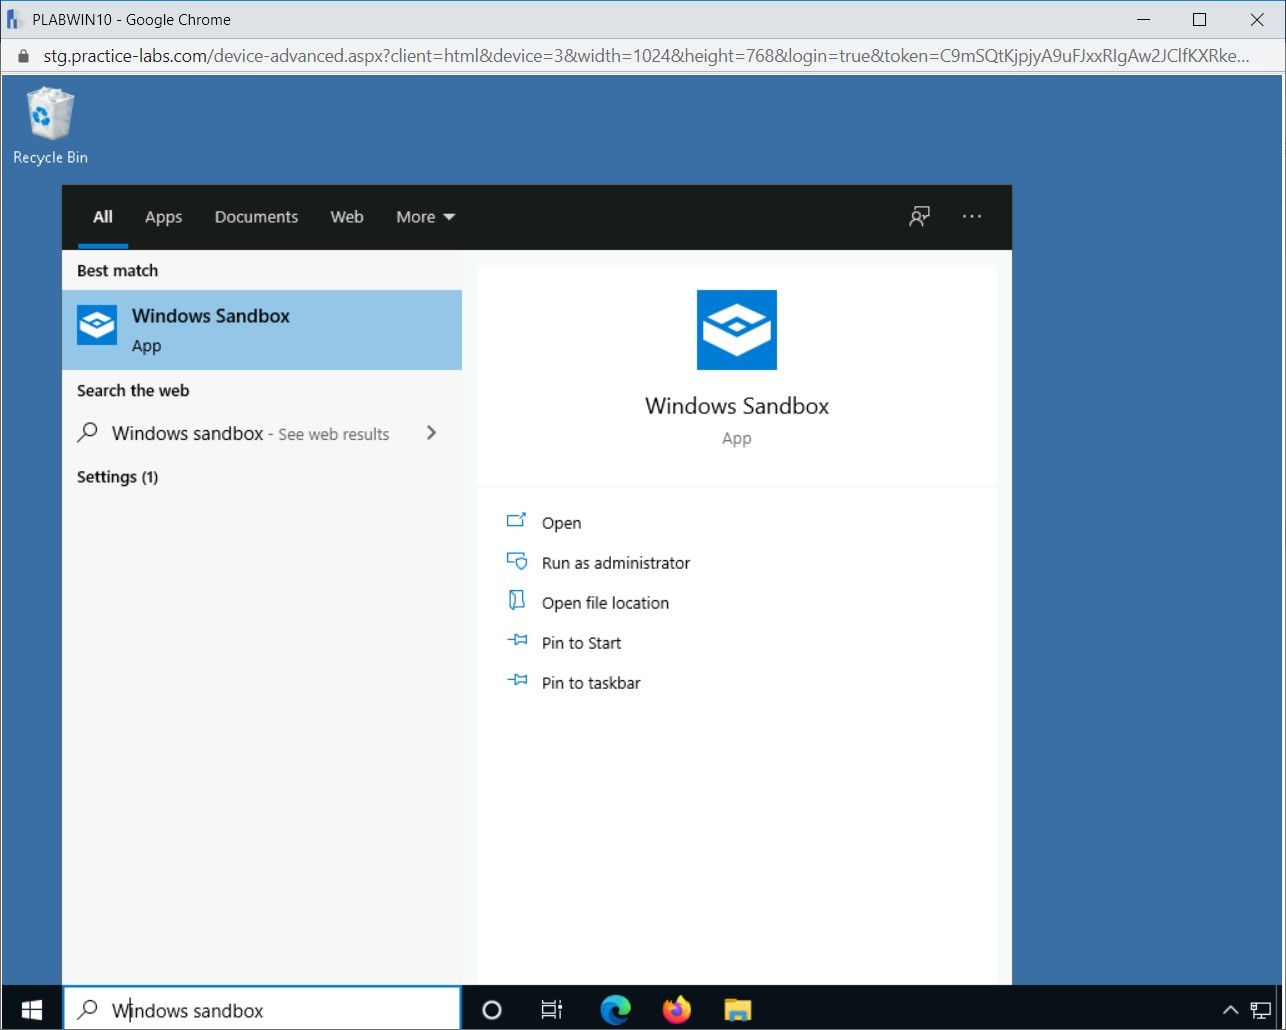 PLABWIN10 - Google Chrome
stg.practice-labs.com/device-advanced.aspx?client=html&device=3&width=1024&height=768&login=true&token=C9mSQtKjpjyA9uFJxxRIgAw2JClfKXRke...
Recycle Bin
All Apps Documents Web More
Best match
Windows Sandbox
App
Search the web
Windows sandbox - See web results
Settings (1)
Windows Sandbox
App
Open
Run as administrator
Open file location
Pin to Start
Pin to taskbar
Windows sandbox